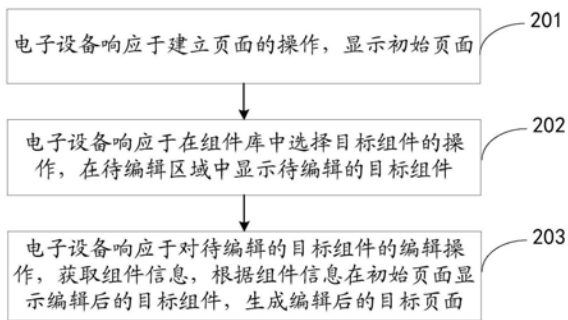 电子设备响应于建立页面的操作，显示初始页面
201
电子设备响应于在组件库中选择目标组件的操
作，在待编辑区域中显示待编辑的目标组件
202
电子设备响应于对待编辑的目标组件的编辑操
作，获取组件信息，根据组件信息在初始页面显
示编辑后的目标组件，生成编辑后的目标页面
203